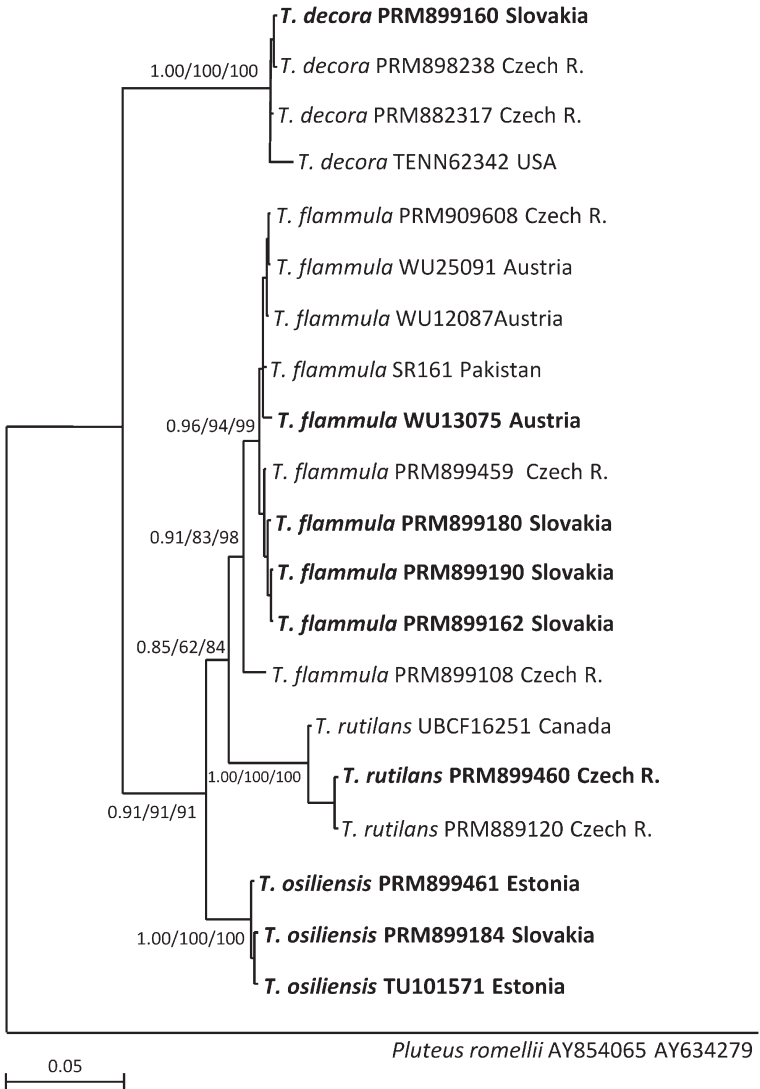 T. decora PRM899160 Slovakia
T. decora PRM898238 Czech R.
1.00/100/100
T. decora PRM882317 Czech R.
T. decora TENN62342 USA
T. flammula PRM909608 Czech R.
T. flammula WU25091 Austria
T. flammula WU12087Austria
T. flammula SR161 Pakistan
T. flammula WU13075 Austria
0.96/94/99
T. flammula PRM899459 Czech R.
T. flammula PRM899180 Slovakia
0.91/83/98
T. flammula PRM899190 Slovakia
T. flammula PRM899162 Slovakia
0.85/62/84
T. flammula PRM899108 Czech R.
T. rutilans UBCF16251 Canada
T. rutilans PRM899460 Czech R.
1.00/100/100
0.91/91/91
T. rutilans PRM889120 Czech R.
T. osiliensis PRM899461 Estonia
T. osiliensis PRM899184 Slovakia
1.00/100/100
T. osiliensis TU101571 Estonia
Pluteus romellii AY854065 AY634279
0.05